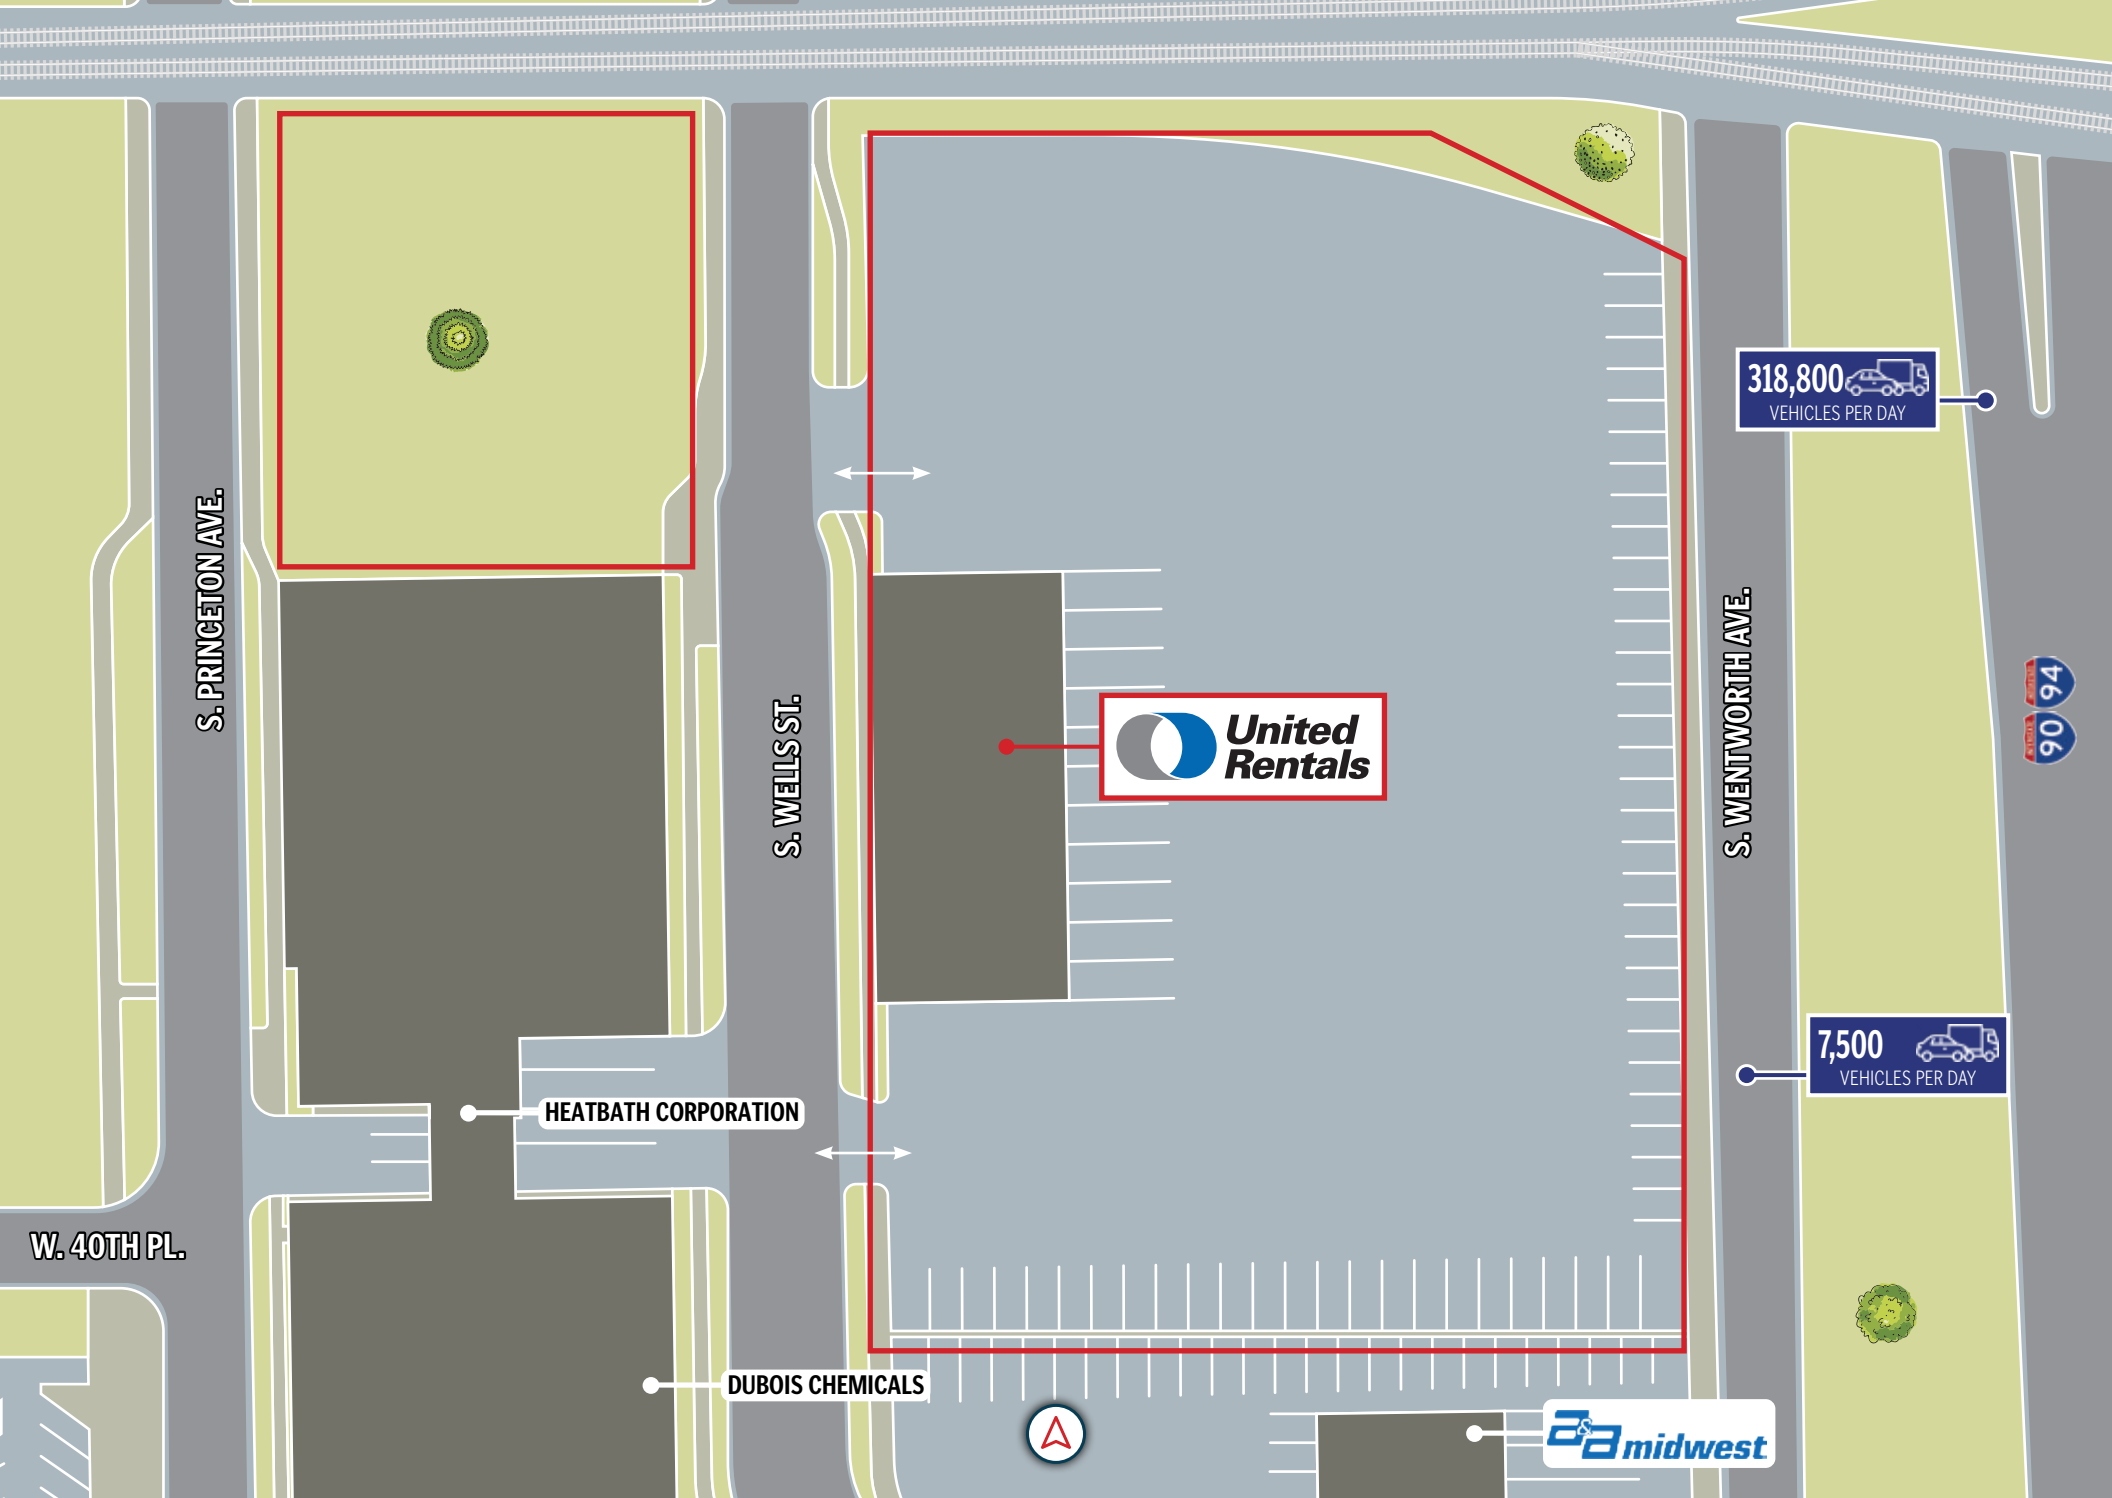 318,800
VEHICLES PER DAY
S. PRINCETON AVE.
S. WELLS ST.
S. WENTWORTH AVE.
94
90
United
Rentals
7,500
VEHICLES PER DAY
HEATBATH CORPORATION
W. 40TH PL.
DUBOIS CHEMICALS
a&a midwest